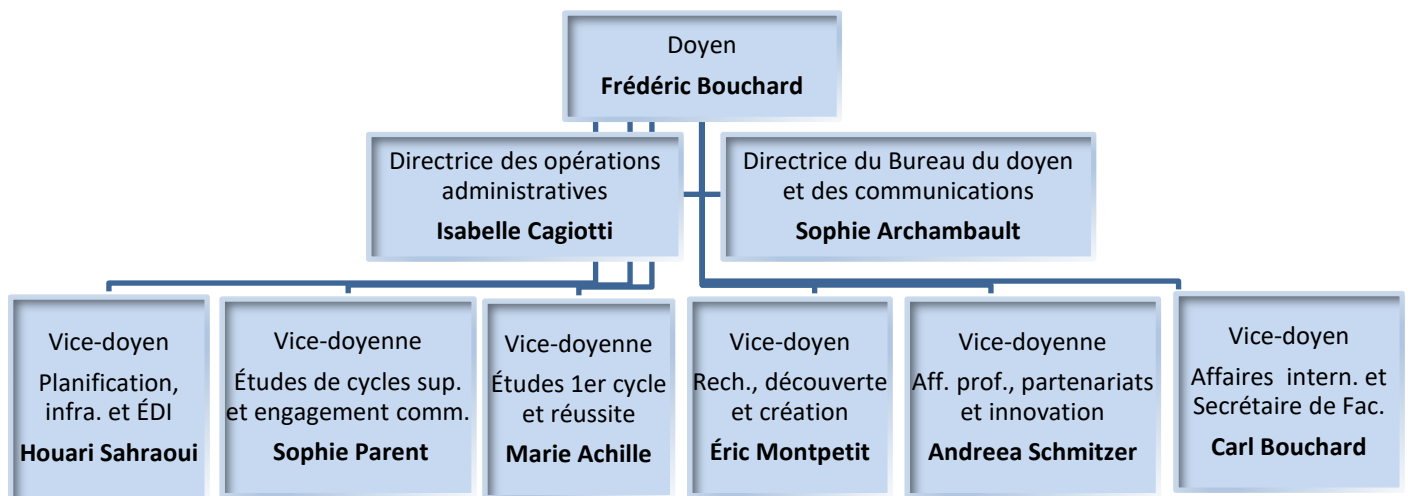 Doyen
Frédéric Bouchard
Directrice des opérations
administratives
Isabelle Cagiotti
Directrice du Bureau du doyen
et des communications
Sophie Archambault
Vice-doyen
Planification,
infra. et ÉDI
Houari Sahraoui
Vice-doyenne
Études de cycles sup.
et engagement comm.
Sophie Parent
Vice-doyenne
Études 1er cycle
et réussite
Marie Achille
Vice-doyen
Rech., découverte
et création
Éric Montpetit
Vice-doyenne
Aff. prof., partenariats
et innovation
Andreea Schmitzer
Vice-doyen
Affaires intern. et
Secrétaire de Fac.
Carl Bouchard